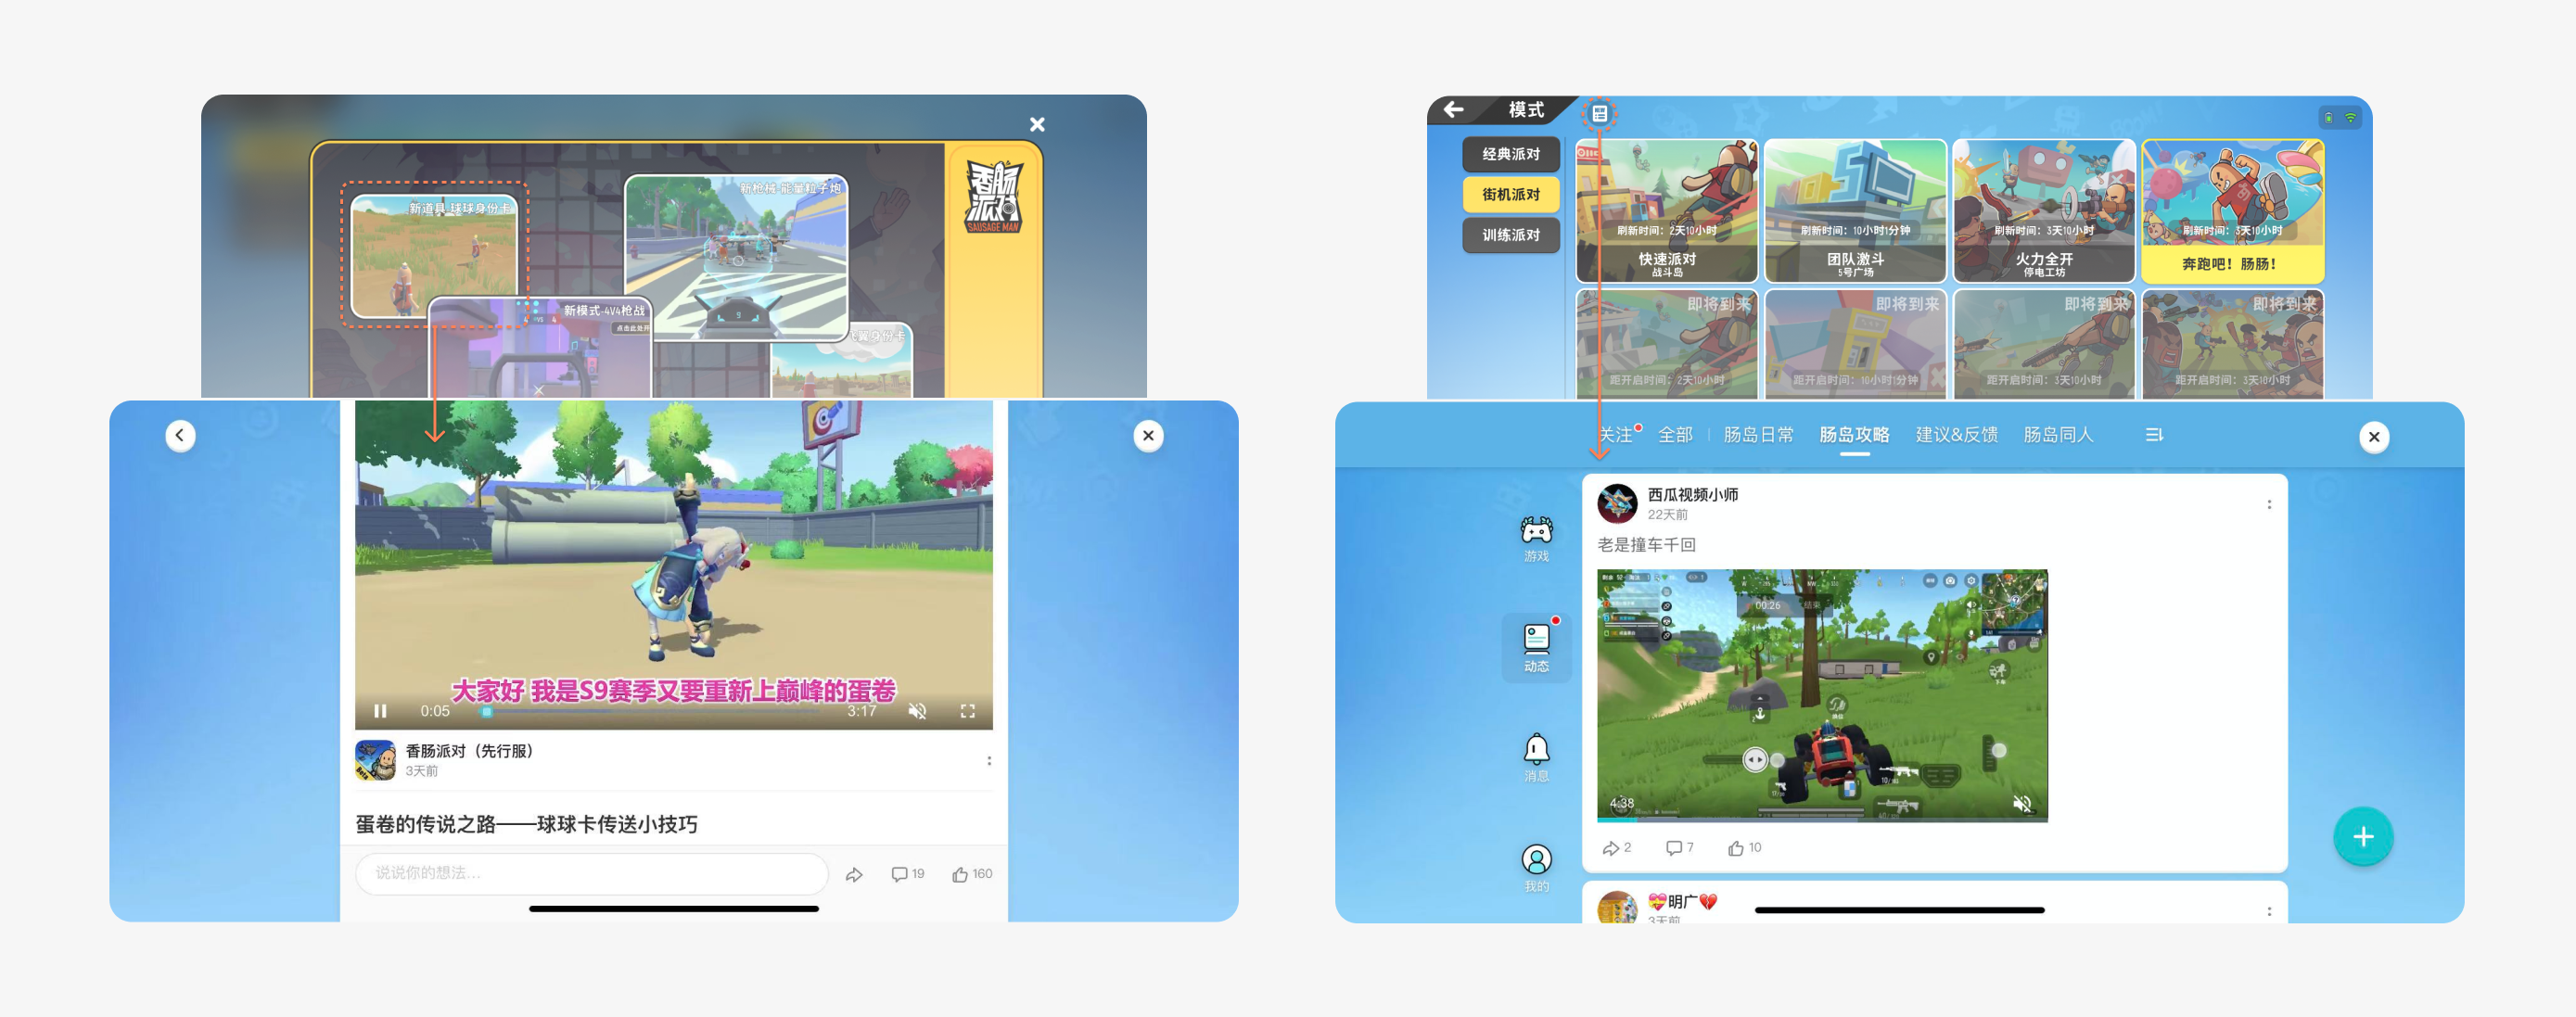 新道具-球球身份卡
新枪械-能量粒子炮
香肠派对
SAUSAGE MAN
新模式-4V4枪战
身份卡
大家好 我是S9赛季又要重新上巅峰的蛋卷
0:05
3:17
香肠派对（先行服）
3天前
蛋卷的传说之路——球球卡传送小技巧
说说你的想法...
19
160
模式
经典派对
街机派对
训练派对
刷新时间：2天10小时
快速派对
战斗岛
刷新时间：10小时1分钟
团队激斗
5号广场
刷新时间：3天10小时
火力全开
停电工坊
刷新时间：3天10小时
奔跑吧！肠肠！
即将到来
距开启时间：2天10小时
即将到来
距开启时间：10小时1分钟
即将到来
距开启时间：3天10小时
即将到来
距开启时间：3天10小时
关注
全部
肠岛日常
肠岛攻略
建议&反馈
肠岛同人
游戏
动态
消息
我的
西瓜视频小师
22天前
老是撞车千回
00:26
结束
4:38
2
7
10
💝明广💔
3天前